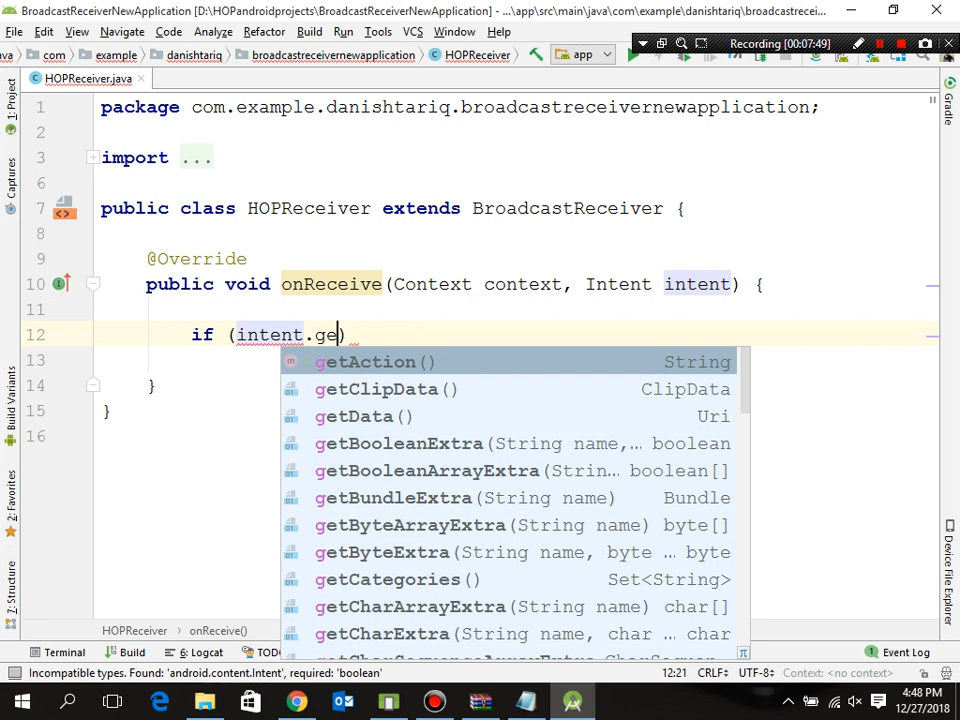 BroadcastReceiverNewApplication [D:\HOPandroidprojects\BroadcastReceiverNewApplication] - ...\app\src\main\java\com\example\danishtariq\broadcastrecei...
File Edit View Navigate Code Analyze Refactor Build Run Tools VCS Window Help
Recording [00:07:49]
ava com example danishtariq broadcastreceivernewapplication HOPReceiver app
HOPReceiver.java
1: Project
Captures
Build Variants
2: Favorites
7: Structure
Gradle
Device File Explorer
1 package com.example.danishtariq.broadcastreceivernewapplication;
2
3 import ...
6
7 public class HOPReceiver extends BroadcastReceiver {
8
9 @Override
10 public void onReceive(Context context, Intent intent) {
11
12 if (intent.ge)
13
14 }
15 }
16
getAction() String
getClipData() ClipData
getData() Uri
getBooleanExtra(String name,... boolean
getBooleanArrayExtra(Strin... boolean[]
getBundleExtra(String name) Bundle
getByteArrayExtra(String name) byte[]
getByteExtra(String name, byte ... byte
getCategories() Set<String>
getCharArrayExtra(String name) char[]
getCharExtra(String name, char ... char
HOPReceiver onReceive()
Terminal Build 6: Logcat TODO Event Log
Incompatible types. Found: 'android.content.Intent', required: 'boolean' 12:21 CRLF UTF-8 Context: <no context>
4:48 PM
12/27/2018